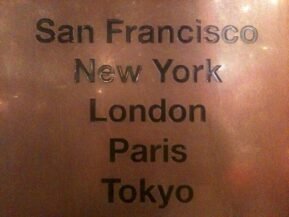 San Francisco
New York
London
Paris
Tokyo